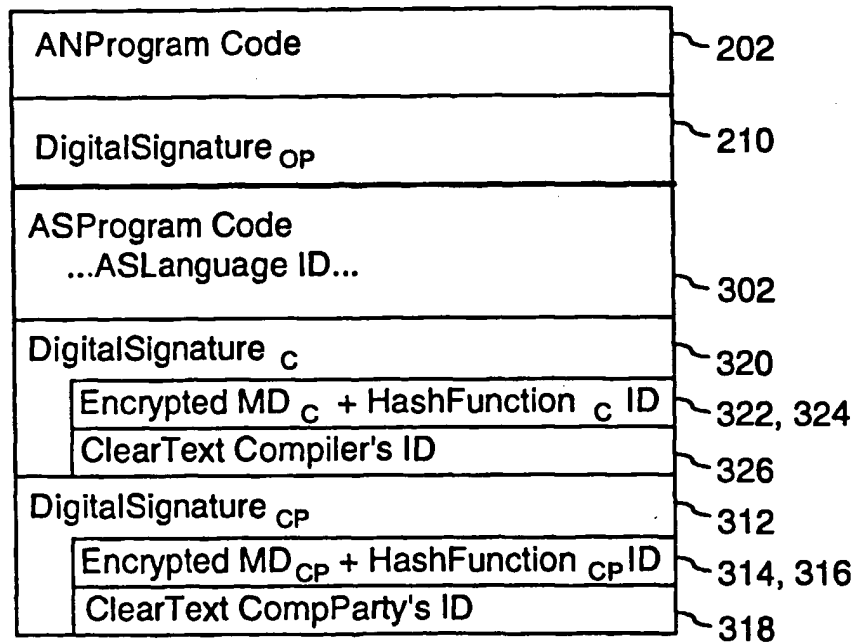 ANProgram Code 202
DigitalSignature OP 210
ASProgram Code
...ASLanguage ID... 302
DigitalSignature C 320
Encrypted MD C + HashFunction C ID 322, 324
ClearText Compiler's ID 326
DigitalSignature CP 312
Encrypted MD CP + HashFunction CP ID 314, 316
ClearText CompParty's ID 318